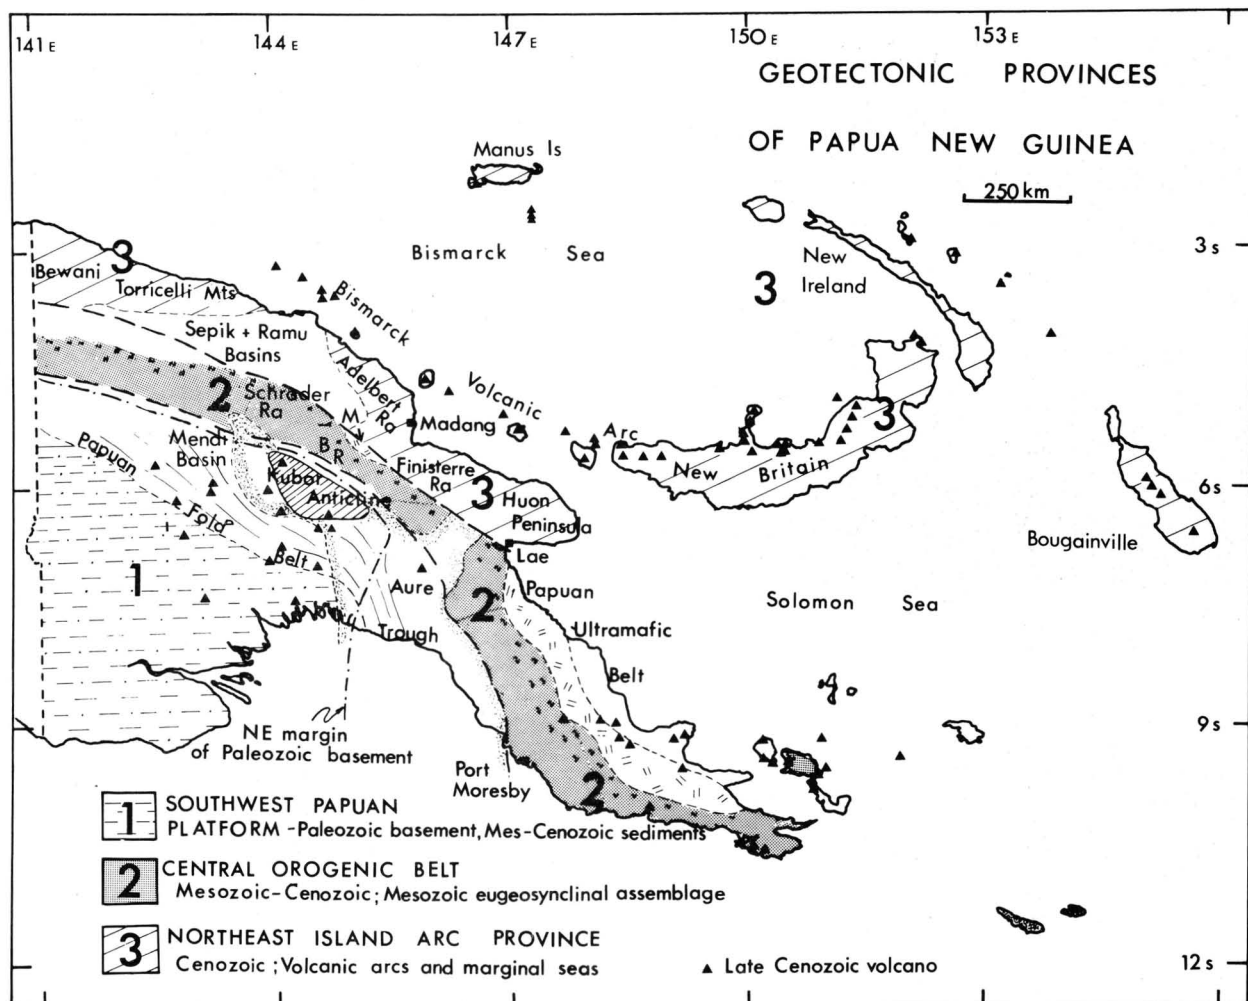 141 E
144 E
147 E
150 E
153 E
GEOTECTONIC PROVINCES
OF PAPUA NEW GUINEA
250 km
Manus Is
Bismarck Sea
3 S
New
Ireland
3
3
Bewani
Torricelli Mts
Bismarck
Volcanic
Arc
Sepik + Ramu
Basins
Adelbert
Ra
2
Schrader
Ra
M
B
R
Madang
Mendi
Basin
Papuan
Fold
Belt
Kubor
Anticline
Finisterre
Ra
3
Huon
Peninsula
New Britain
3
6 S
Bougainville
Lae
1
Aure
Trough
2
Papuan
Ultramafic
Belt
Solomon Sea
NE margin
of Paleozoic basement
Port
Moresby
2
9 S
1 SOUTHWEST PAPUAN
PLATFORM - Paleozoic basement, Mes-Cenozoic sediments
2 CENTRAL OROGENIC BELT
Mesozoic-Cenozoic; Mesozoic eugeosynclinal assemblage
3 NORTHEAST ISLAND ARC PROVINCE
Cenozoic; Volcanic arcs and marginal seas
▲ Late Cenozoic volcano
12 S